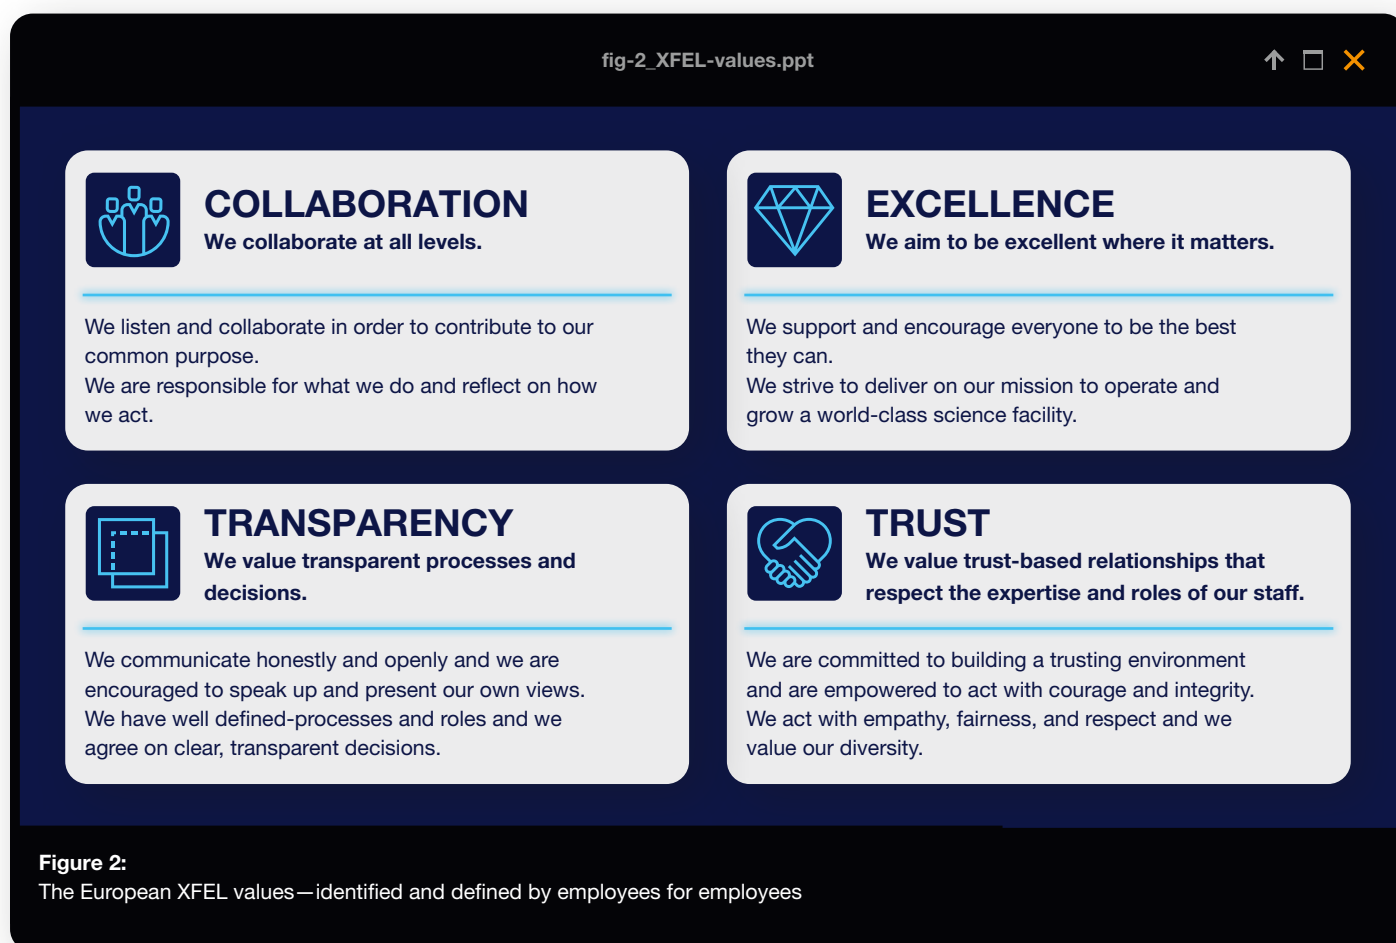 fig-2_XFEL-values.ppt
COLLABORATION
We collaborate at all levels.
We listen and collaborate in order to contribute to our
common purpose.
We are responsible for what we do and reflect on how
we act.
EXCELLENCE
We aim to be excellent where it matters.
We support and encourage everyone to be the best
they can.
We strive to deliver on our mission to operate and
grow a world-class science facility.
TRANSPARENCY
We value transparent processes and
decisions.
We communicate honestly and openly and we are
encouraged to speak up and present our own views.
We have well defined-processes and roles and we
agree on clear, transparent decisions.
TRUST
We value trust-based relationships that
respect the expertise and roles of our staff.
We are committed to building a trusting environment
and are empowered to act with courage and integrity.
We act with empathy, fairness, and respect and we
value our diversity.
Figure 2:
The European XFEL values—identified and defined by employees for employees